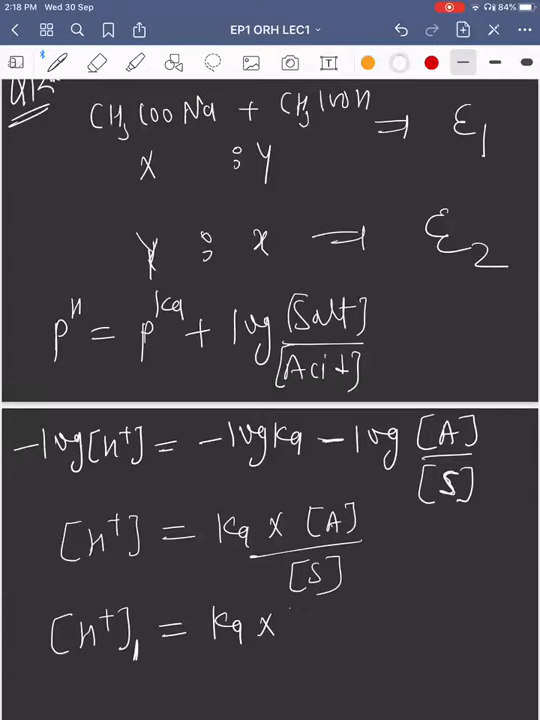 2:18 PM Wed 30 Sep 84%
EP1 ORH LEC1
CH3COONa + CH3COOH ⇒ E1
X : Y
Y : X ⇒ E2
pH = pKa + log [Salt]/[Acid]
-log[H+] = -logKa - log [A]/[S]
[H+] = Ka x [A]/[S]
[H+]1 = Ka x